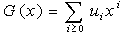 G(x) = ∑_{i≥0} u_i x^i